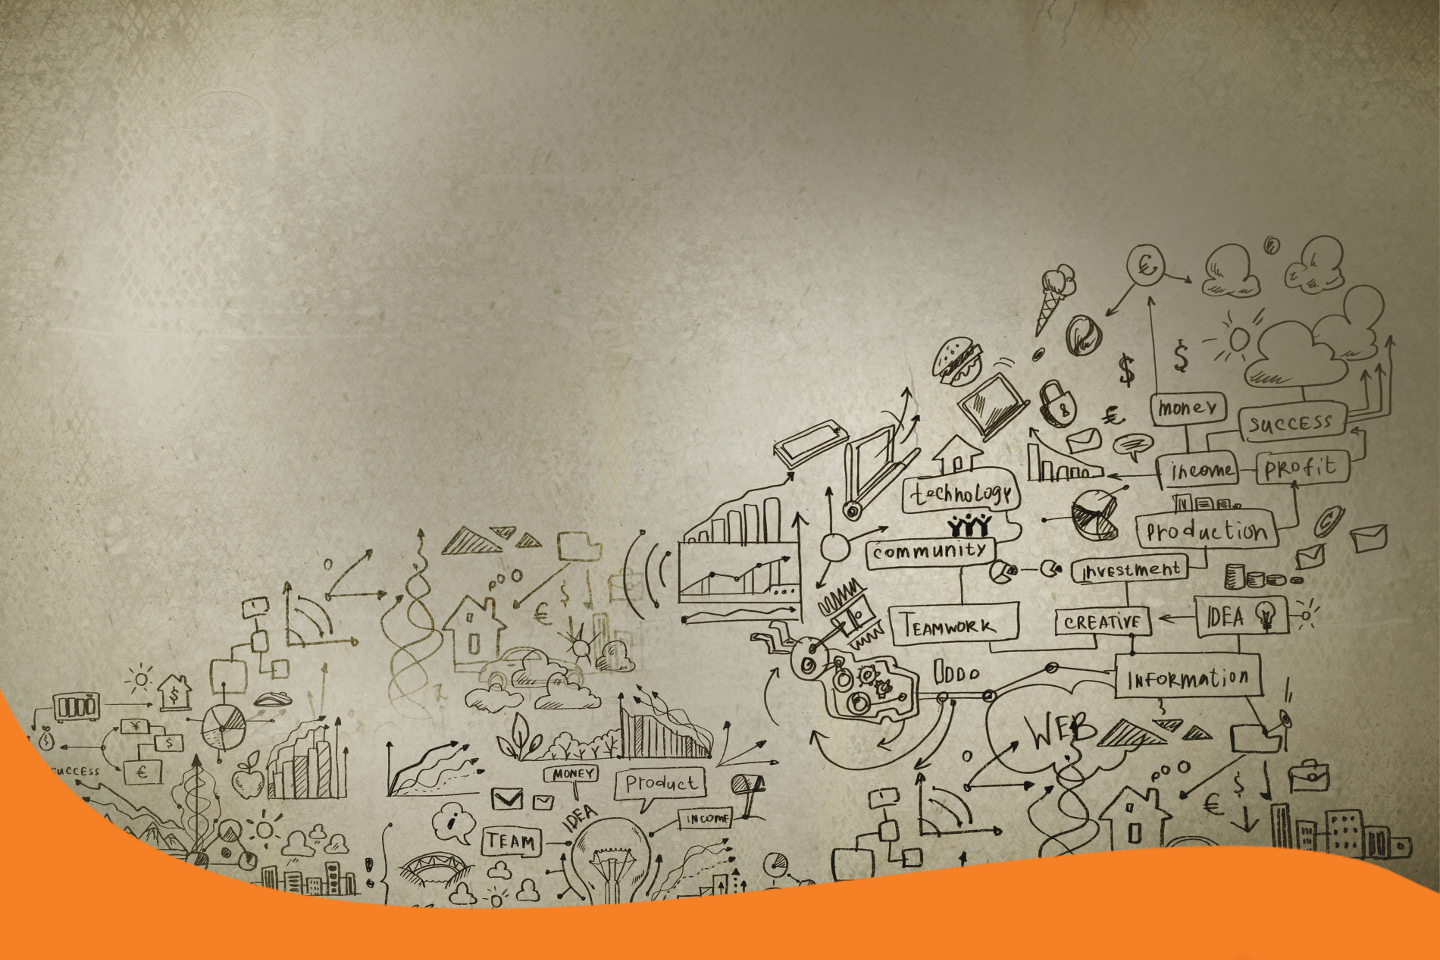 money
SUCCESS
income
PROfit
technology
Production
community
investment
TEAMWORK
CREATIVE
IDEA
INFORMATION
WEB
$
€
SUCCESS
MONEY
Product
IDEA
INCOME
TEAM
i